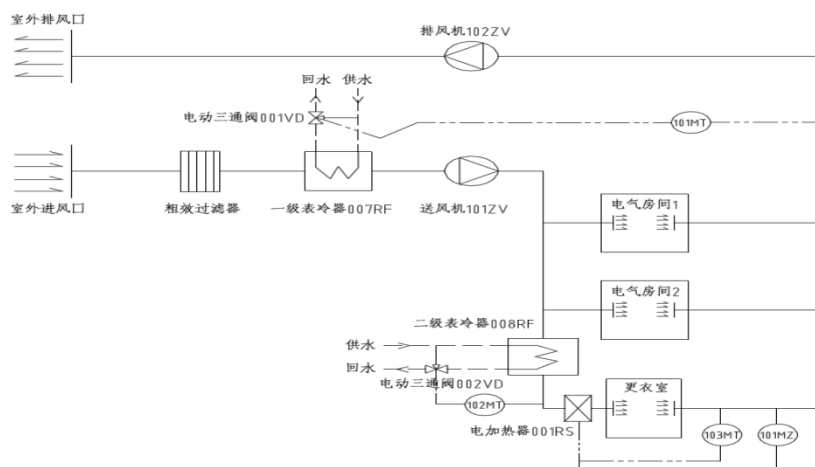 室外排风口
排风机102ZV
回水
供水
电动三通阀001VD
101MT
室外进风口
粗效过滤器
一级表冷器007RF
送风机101ZV
电气房间1
电气房间2
二级表冷器008RF
供水
回水
电动三通阀002VD
更衣室
102MT
电加热器001RS
103MT
101MZ